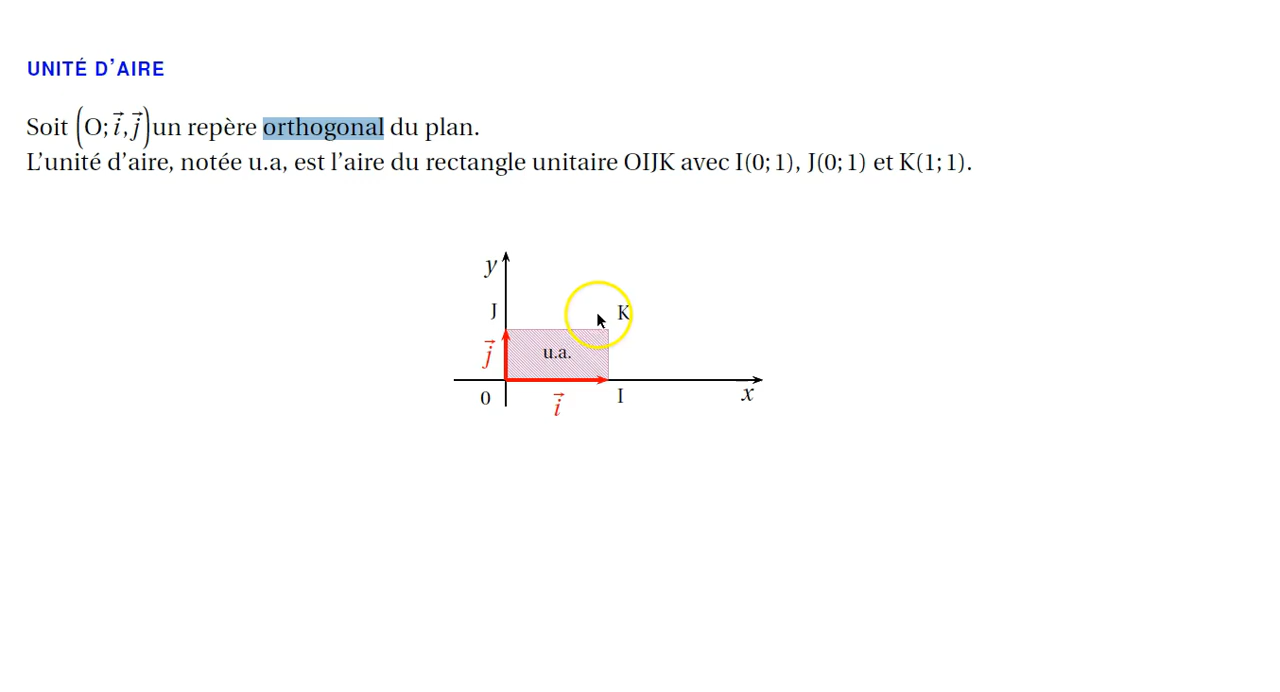 UNITÉ D’AIRE
Soit (O; i⃗, j⃗) un repère orthogonal du plan.
L’unité d’aire, notée u.a, est l’aire du rectangle unitaire OIJK avec I(0; 1), J(0; 1) et K(1; 1).
y
J
K
j⃗
u.a.
0
i⃗
I
x